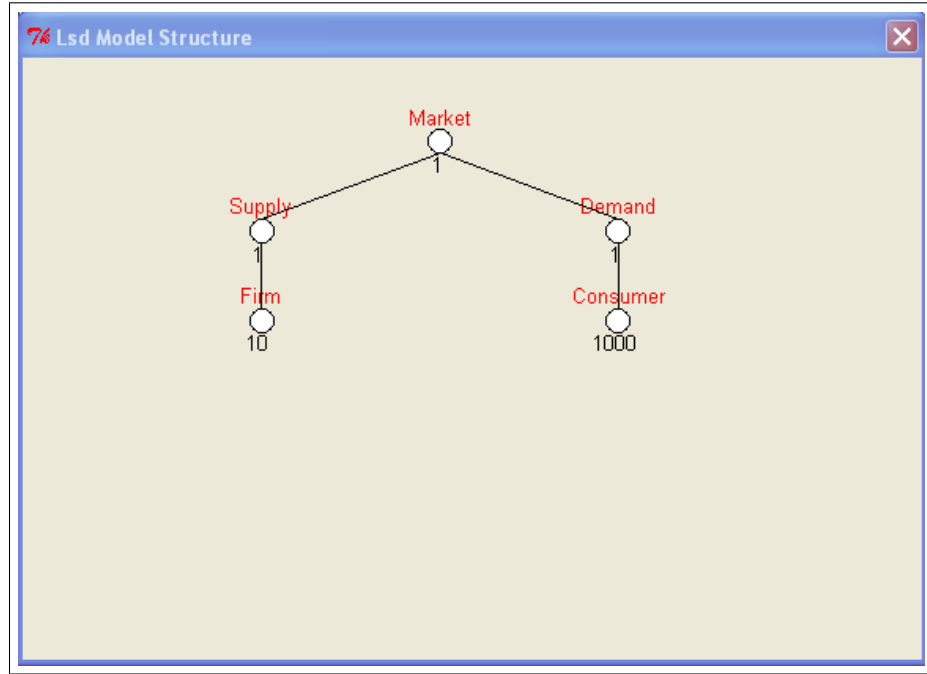 Lsd Model Structure
Market
1
Supply Demand
1 1
Firm Consumer
10 1000